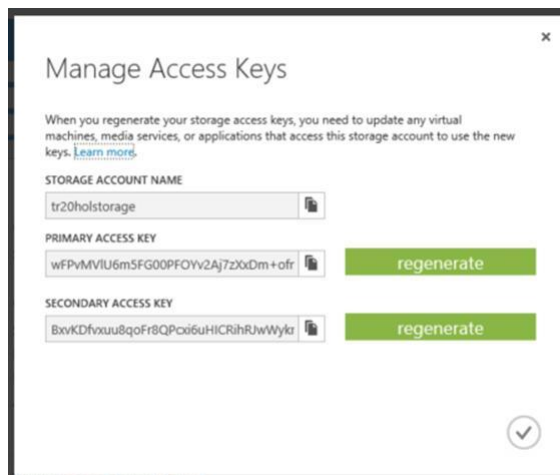 Manage Access Keys
When you regenerate your storage access keys, you need to update any virtual
machines, media services, or applications that access this storage account to use the new
keys. Learn more.
STORAGE ACCOUNT NAME
tr20holstorage
PRIMARY ACCESS KEY
wFPvMVlU6m5FG00PFOYv2Aj7zXxDm+ofr
regenerate
SECONDARY ACCESS KEY
BxvKDfvxuu8qoFr8QPcxi6uHICRihRJwWykr
regenerate